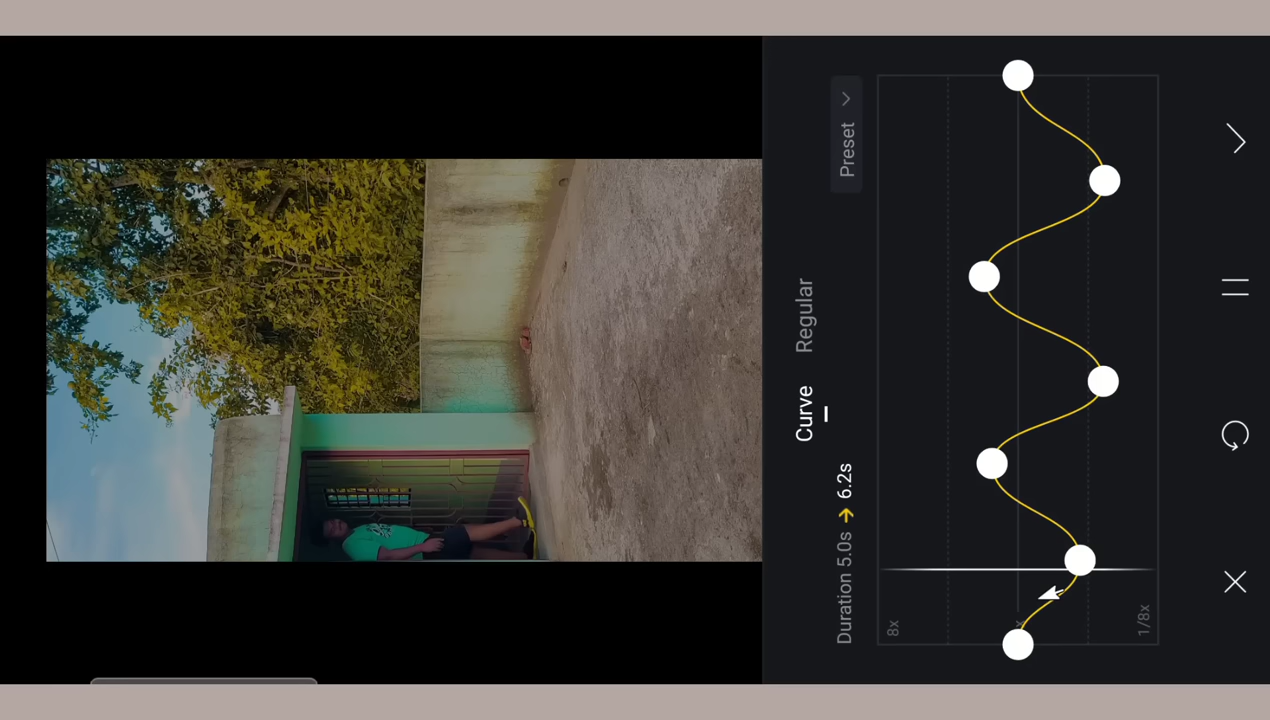 Curve Regular
Duration 5.0s → 6.2s
Preset
8x
x
1/8x